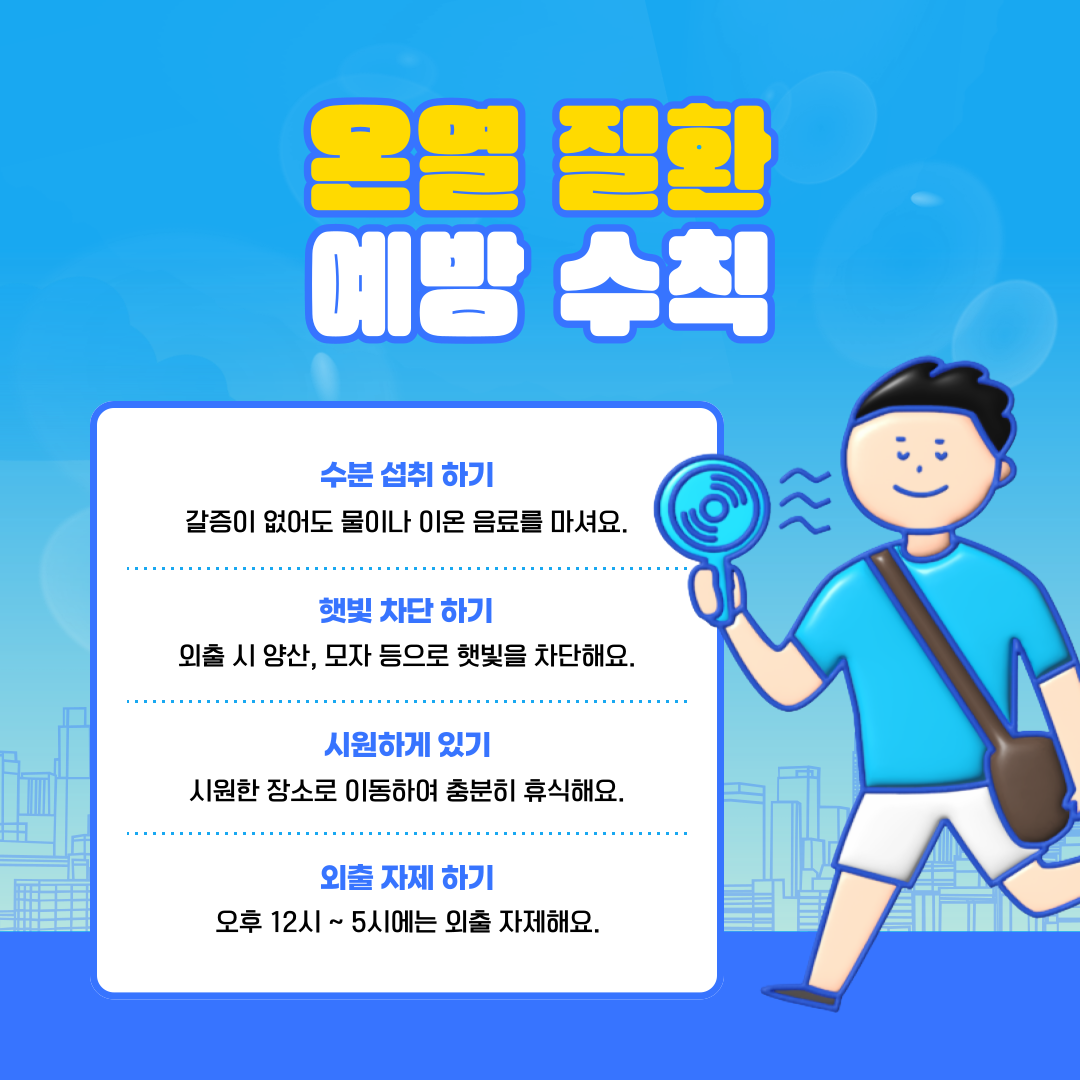 온열 질환
예방 수칙
수분 섭취 하기
갈증이 없어도 물이나 이온 음료를 마셔요.
햇빛 차단 하기
외출 시 양산, 모자 등으로 햇빛을 차단해요.
시원하게 있기
시원한 장소로 이동하여 충분히 휴식해요.
외출 자제 하기
오후 12시 ~ 5시에는 외출 자제해요.